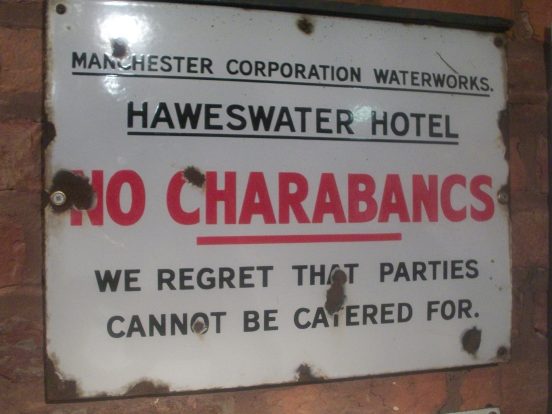 MANCHESTER CORPORATION WATERWORKS.
HAWESWATER HOTEL
NO CHARABANCS
WE REGRET THAT PARTIES
CANNOT BE CATERED FOR.